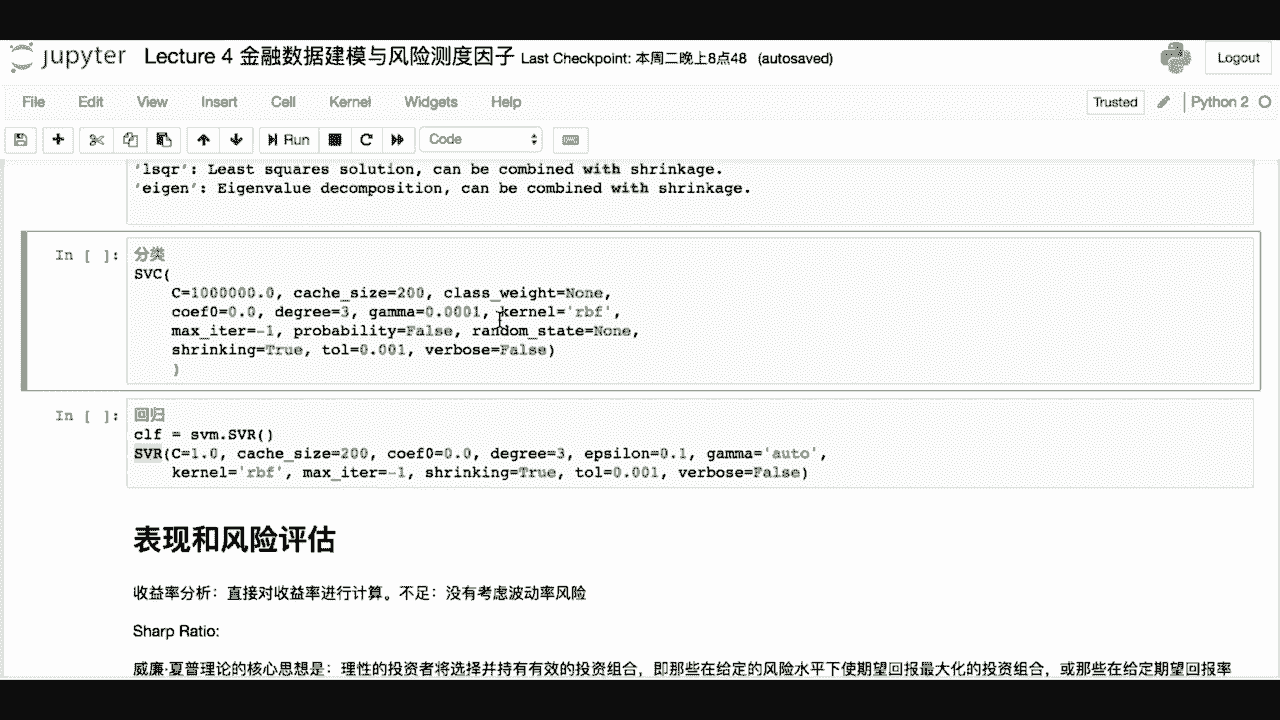 jupyter Lecture 4 金融数据建模与风险测度因子 Last Checkpoint: 本周二晚上8点48 (autosaved) Logout
File Edit View Insert Cell Kernel Widgets Help Trusted Python 2
Run Code
'lsqr': Least squares solution, can be combined with shrinkage.
'eigen': Eigenvalue decomposition, can be combined with shrinkage.
In [ ]: 分类
SVC(
C=1000000.0, cache_size=200, class_weight=None,
coef0=0.0, degree=3, gamma=0.0001, kernel='rbf',
max_iter=-1, probability=False, random_state=None,
shrinking=True, tol=0.001, verbose=False)
)
In [ ]: 回归
clf = svm.SVR()
SVR(C=1.0, cache_size=200, coef0=0.0, degree=3, epsilon=0.1, gamma='auto',
kernel='rbf', max_iter=-1, shrinking=True, tol=0.001, verbose=False)
表现和风险评估
收益率分析：直接对收益率进行计算。不足：没有考虑波动率风险
Sharp Ratio:
威廉·夏普理论的核心思想是：理性的投资者将选择并持有有效的投资组合，即那些在给定的风险水平下使期望回报最大化的投资组合，或那些在给定期望回报率